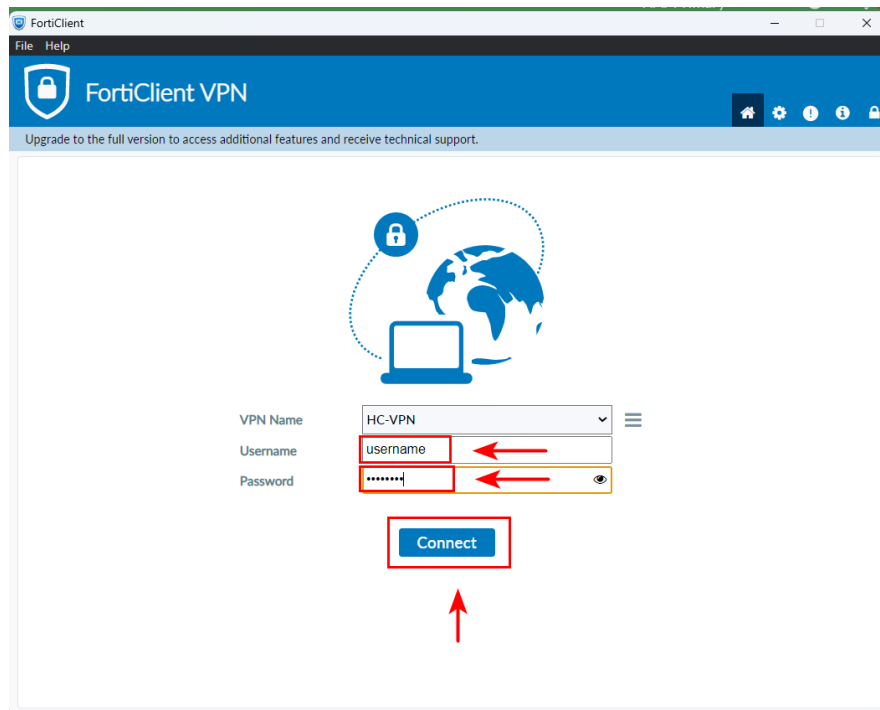 FortiClient
File Help
FortiClient VPN
Upgrade to the full version to access additional features and receive technical support.
VPN Name HC-VPN
Username username
Password ••••••••
Connect